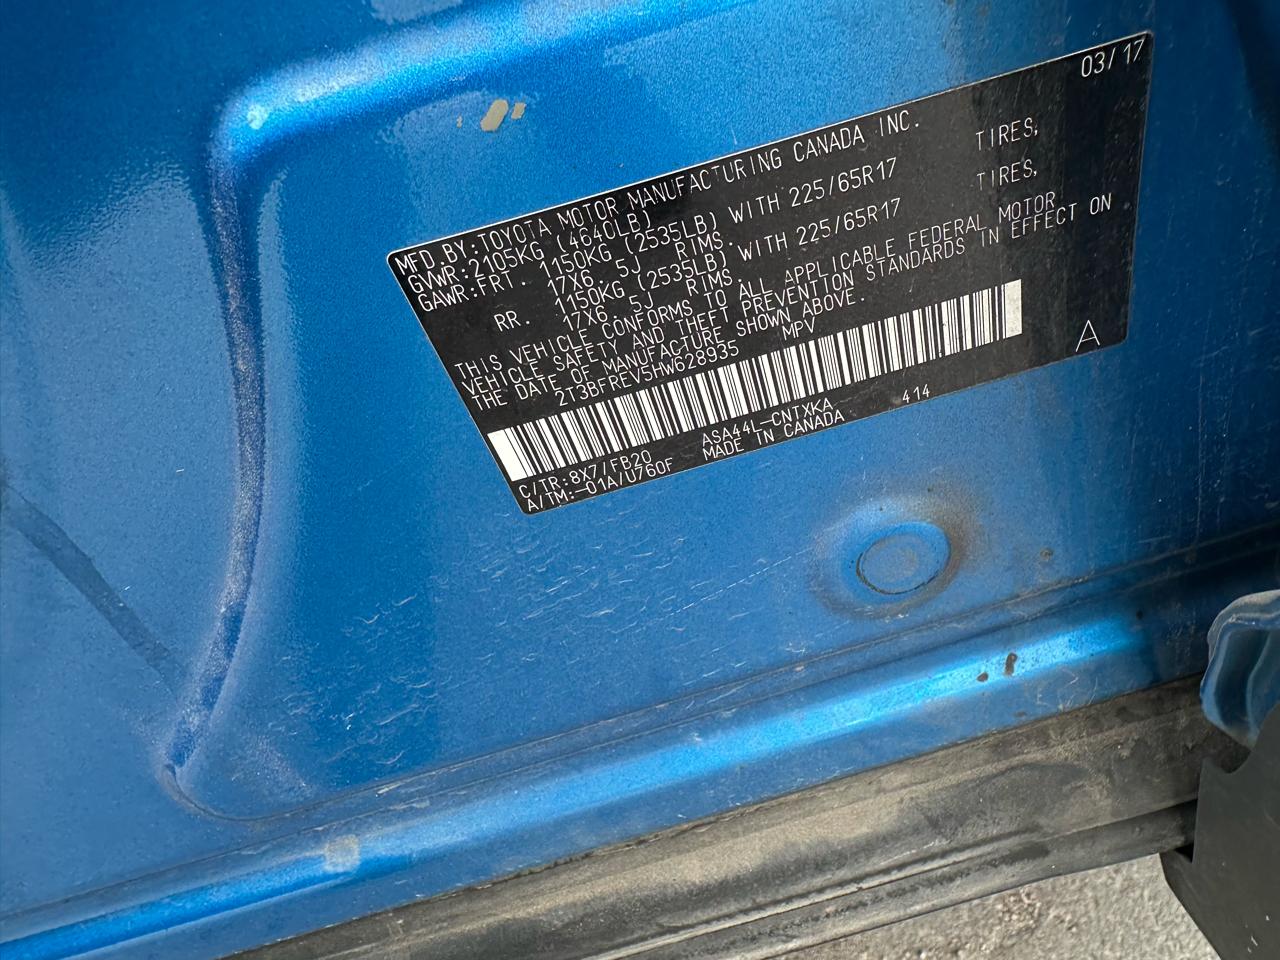 03/17
MFD.BY:TOYOTA MOTOR MANUFACTURING CANADA INC.
GVWR:2105KG (4640LB)
GAWR:FRT. 1150KG (2535LB) WITH 225/65R17 TIRES,
17X6.5J RIMS.
RR. 1150KG (2535LB) WITH 225/65R17 TIRES,
17X6.5J RIMS
THIS VEHICLE CONFORMS TO ALL APPLICABLE FEDERAL MOTOR
VEHICLE SAFETY AND THEFT PREVENTION STANDARDS IN EFFECT ON
THE DATE OF MANUFACTURE SHOWN ABOVE.
2T3BFREV5HW628935 MPV
A
C/TR:8X7/FB20 ASA44L-CNTXKA 414
A/TM:-01A/U760F MADE IN CANADA